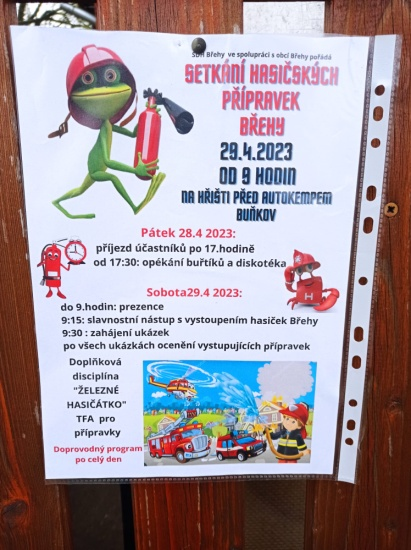 SDH Břehy ve spolupráci s obcí Břehy pořádá
SETKÁNÍ HASIČSKÝCH
PŘÍPRAVEK
BŘEHY
29.4.2023
OD 9 HODIN
NA HŘIŠTI PŘED AUTOKEMPEM
BUŇKOV
Pátek 28.4 2023:
příjezd účastníků po 17.hodině
od 17:30: opékání buřtíků a diskotéka
Sobota29.4 2023:
do 9.hodin: prezence
9:15: slavnostní nástup s vystoupením hasiček Břehy
9:30 : zahájení ukázek
po všech ukázkách ocenění vystupujících přípravek
Doplňková
disciplina
"ŽELEZNÉ
HASIČÁTKO"
TFA pro
přípravky
Doprovodný program
po celý den
H